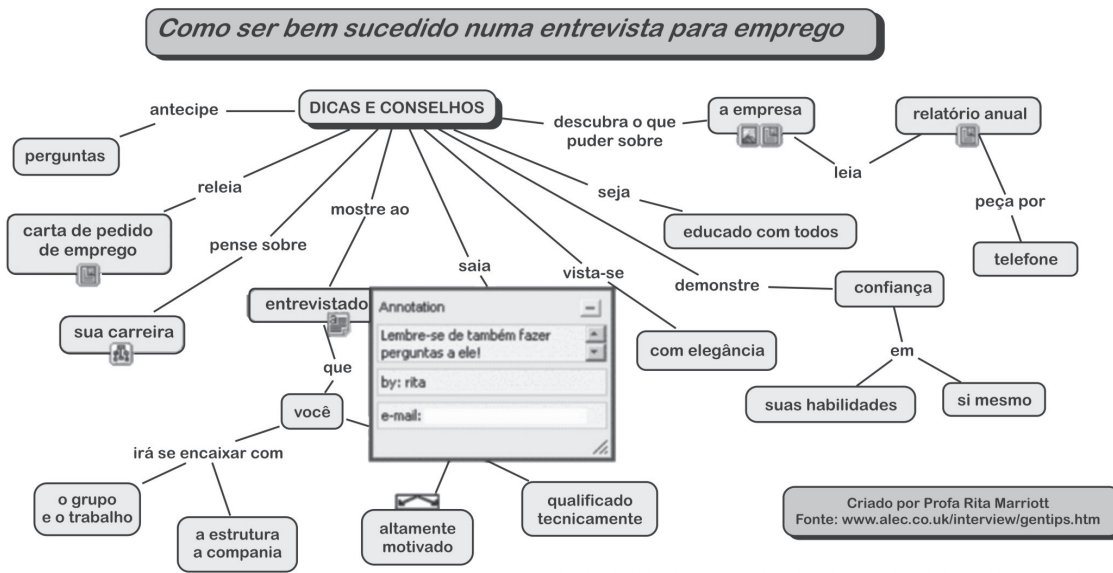 Como ser bem sucedido numa entrevista para emprego
DICAS E CONSELHOS
antecipe
perguntas
releia
carta de pedido
de emprego
pense sobre
sua carreira
mostre ao
entrevistado
que
você
irá se encaixar com
o grupo
e o trabalho
a estrutura
a compania
altamente
motivado
qualificado
tecnicamente
saia
Annotation
Lembre-se de também fazer
perguntas a ele!
by: rita
e-mail:
vista-se
com elegância
demonstre
confiança
em
suas habilidades
si mesmo
seja
educado com todos
descubra o que
puder sobre
a empresa
leia
relatório anual
peça por
telefone
Criado por Profa Rita Marriott
Fonte: www.alec.co.uk/interview/gentips.htm